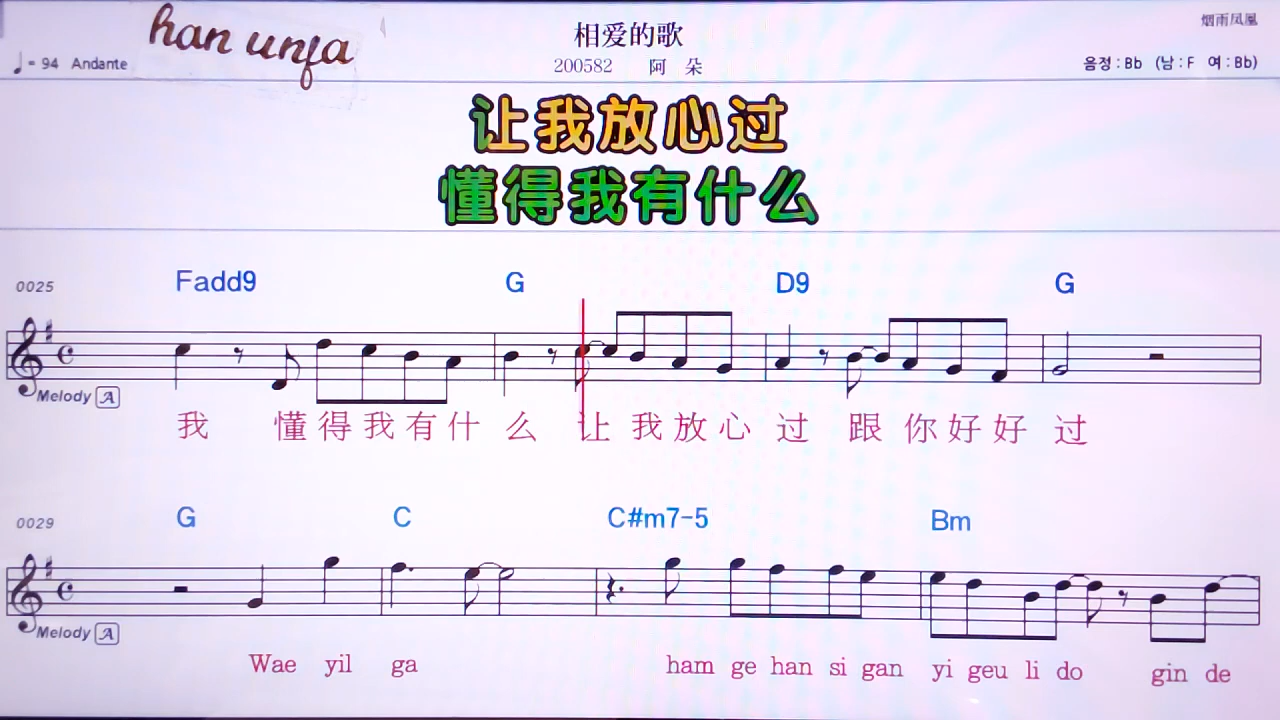 han unfa
相爱的歌
烟雨凤凰
♩= 94 Andante
200582 阿 朵
음정 : Bb (남 : F 여 : Bb)
让我放心过
懂得我有什么
0025 Fadd9 G D9 G
Melody A
我 懂得我有什么 让我放心过 跟你好好过
0029 G C C#m7-5 Bm
Melody A
Wae yil ga ham ge han si gan yi geu li do gin de